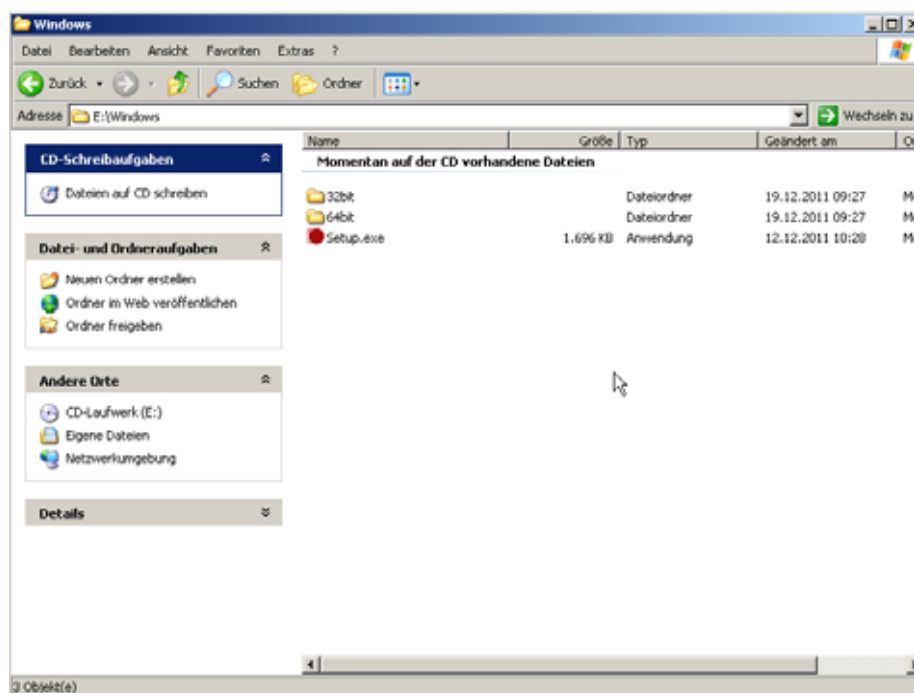 Windows
Datei Bearbeiten Ansicht Favoriten Extras ?
Zurück Suchen Ordner
Adresse E:\Windows Wechseln zu
Name Größe Typ Geändert am
CD-Schreibaufgaben
Momentan auf der CD vorhandene Dateien
Dateien auf CD schreiben
32bit Dateiordner 19.12.2011 09:27
64bit Dateiordner 19.12.2011 09:27
Setup.exe 1.696 KB Anwendung 12.12.2011 10:28
Datei- und Ordneraufgaben
Neuen Ordner erstellen
Ordner im Web veröffentlichen
Ordner freigeben
Andere Orte
CD-Laufwerk (E:)
Eigene Dateien
Netzwerkumgebung
Details
3 Objekt(e)